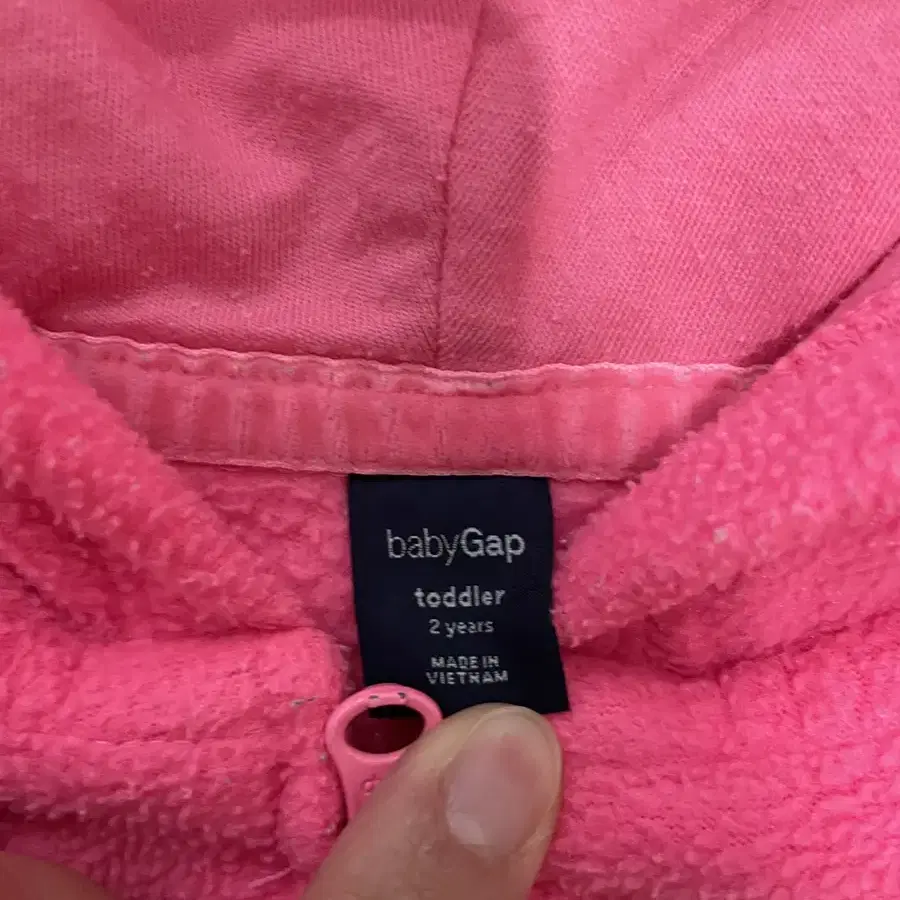 babyGap
toddler
2 years
MADE IN
VIETNAM